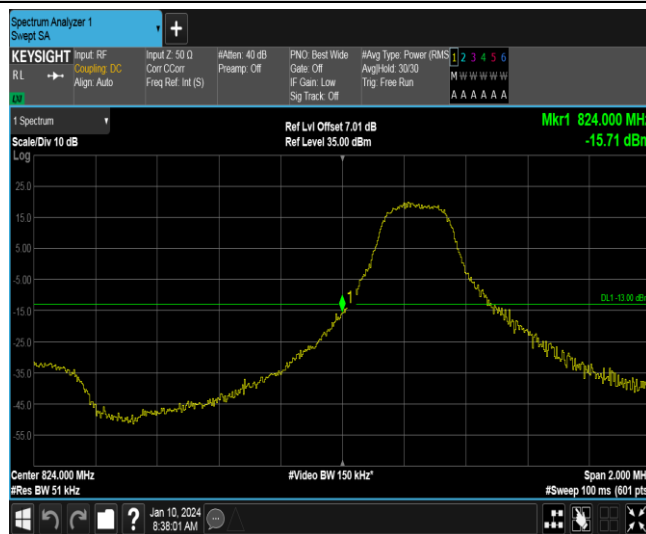 Spectrum Analyzer 1
Swept SA
KEYSIGHT
RL
Input: RF
Coupling: DC
Align: Auto
Input Z: 50 Ω
Corr CCorr
Freq Ref: Int (S)
#Atten: 40 dB
Preamp: Off
PNO: Best Wide
Gate: Off
IF Gain: Low
Sig Track: Off
#Avg Type: Power (RMS
Avg|Hold: 30/30
Trig: Free Run
1 2 3 4 5 6
M W W W W W
A A A A A A
1 Spectrum
Scale/Div 10 dB
Ref Lvl Offset 7.01 dB
Ref Level 35.00 dBm
Mkr1 824.000 MHz
-15.71 dBm
Log
25.0
15.0
5.00
-5.00
-15.0
-25.0
-35.0
-45.0
-55.0
1
DL1 -13.00 dBm
Center 824.000 MHz
#Res BW 51 kHz
#Video BW 150 kHz*
Span 2.000 MHz
#Sweep 100 ms (601 pts)
?
Jan 10, 2024
8:38:01 AM